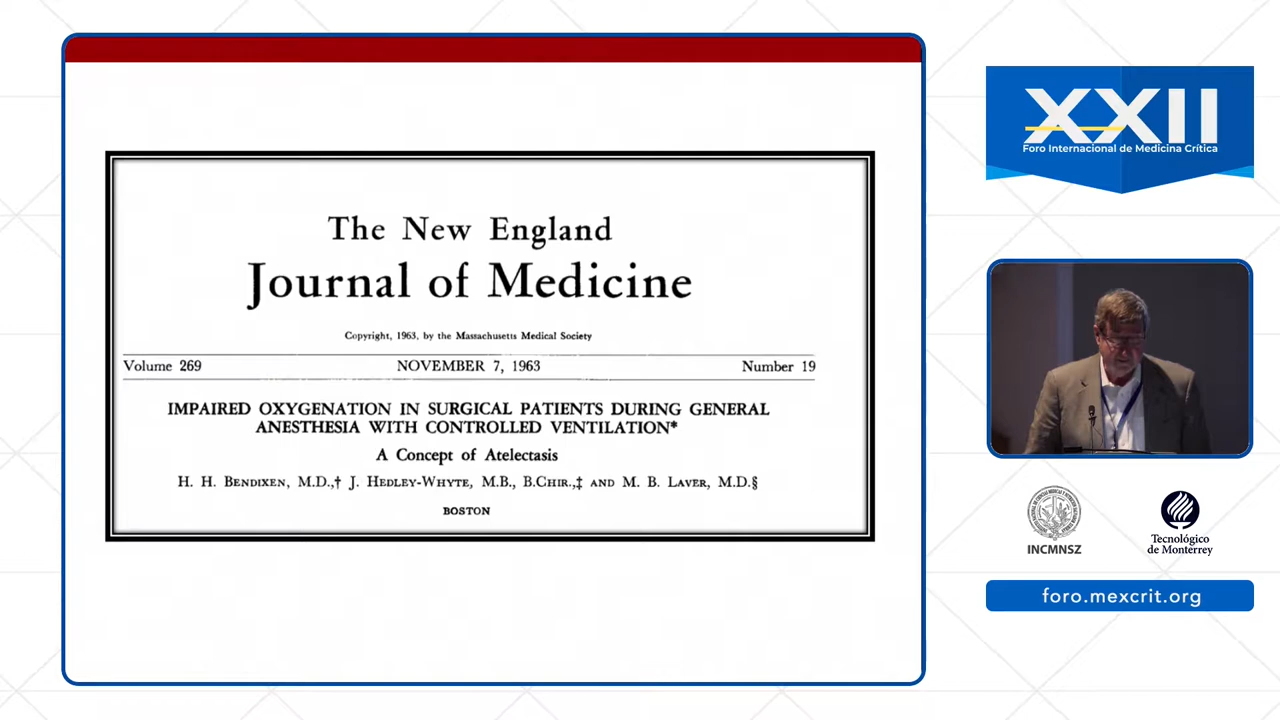 The New England
Journal of Medicine
Copyright, 1963, by the Massachusetts Medical Society
Volume 269 NOVEMBER 7, 1963 Number 19
IMPAIRED OXYGENATION IN SURGICAL PATIENTS DURING GENERAL
ANESTHESIA WITH CONTROLLED VENTILATION*
A Concept of Atelectasis
H. H. BENDIXEN, M.D.,† J. HEDLEY-WHYTE, M.B., B.CHIR.,‡ AND M. B. LAVER, M.D.§
BOSTON
XXII
Foro Internacional de Medicina Crítica
INCMNSZ
Tecnológico
de Monterrey
foro.mexcrit.org